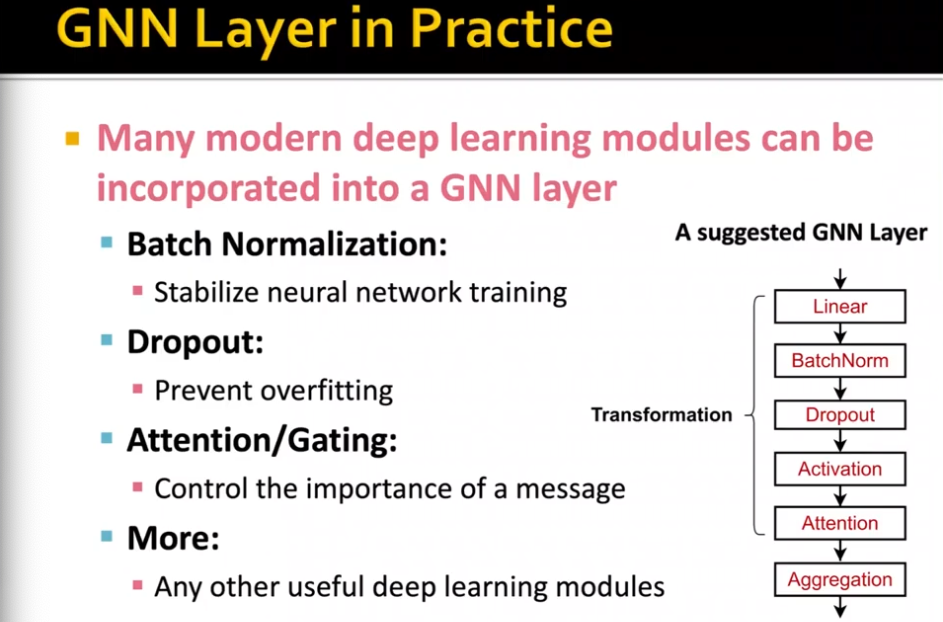 GNN Layer in Practice
Many modern deep learning modules can be
incorporated into a GNN layer
Batch Normalization:
Stabilize neural network training
Dropout:
Prevent overfitting
Attention/Gating:
Control the importance of a message
More:
Any other useful deep learning modules
A suggested GNN Layer
Transformation
Linear
BatchNorm
Dropout
Activation
Attention
Aggregation